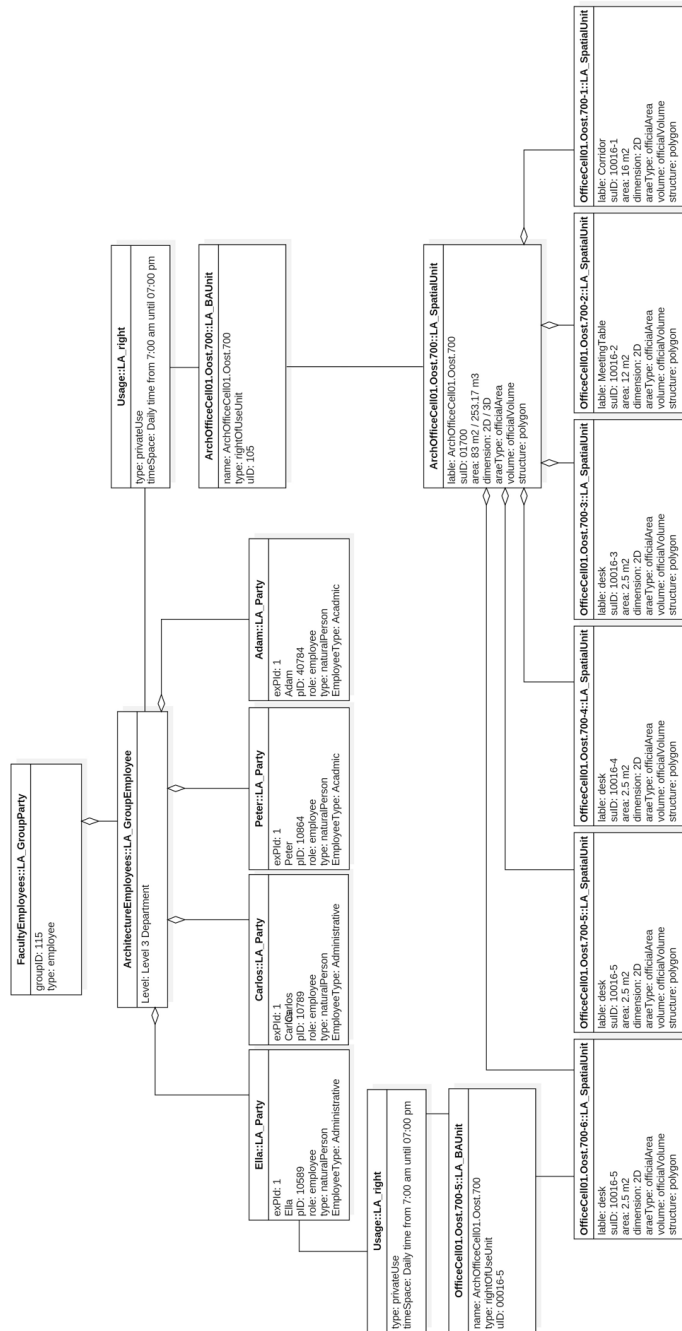 FacultyEmployees::LA_GroupParty
groupID: 115
type: employee
ArchitectureEmployees::LA_GroupEmployee
Level: Level 3 Department
Usage::LA_right
type: privateUse
timeSpace: Daily time from 7:00 am until 07:00 pm
ArchOfficeCell01.Oost.700::LA_BAUnit
name: ArchOfficeCell01.Oost.700
type: rightOfUseUnit
uID: 105
Ella::LA_Party
exPId: 1
Ella
pID: 10589
role: employee
type: naturalPerson
EmployeeType: Administrative
Carlos::LA_Party
exPId: 1
Carlos
pID: 10789
role: employee
type: naturalPerson
EmployeeType: Administrative
Peter::LA_Party
exPId: 1
Peter
pID: 10864
role: employee
type: naturalPerson
EmployeeType: Acadmic
Adam::LA_Party
exPId: 1
Adam
pID: 40784
role: employee
type: naturalPerson
EmployeeType: Acadmic
Usage::LA_right
type: privateUse
timeSpace: Daily time from 7:00 am until 07:00 pm
OfficeCell01.Oost.700-5::LA_BAUnit
name: ArchOfficeCell01.Oost.700
type: rightOfUseUnit
uID: 00016-5
ArchOfficeCell01.Oost.700::LA_SpatialUnit
lable: ArchOfficeCell01.Oost.700
suID: 01700
area: 83 m2 / 253.17 m3
dimension: 2D / 3D
araeType: officialArea
volume: officialVolume
structure: polygon
OfficeCell01.Oost.700-6::LA_SpatialUnit
lable: desk
suID: 10016-5
area: 2.5 m2
dimension: 2D
araeType: officialArea
volume: officialVolume
structure: polygon
OfficeCell01.Oost.700-5::LA_SpatialUnit
lable: desk
suID: 10016-5
area: 2.5 m2
dimension: 2D
araeType: officialArea
volume: officialVolume
structure: polygon
OfficeCell01.Oost.700-4::LA_SpatialUnit
lable: desk
suID: 10016-4
area: 2.5 m2
dimension: 2D
araeType: officialArea
volume: officialVolume
structure: polygon
OfficeCell01.Oost.700-3::LA_SpatialUnit
lable: desk
suID: 10016-3
area: 2.5 m2
dimension: 2D
araeType: officialArea
volume: officialVolume
structure: polygon
OfficeCell01.Oost.700-2::LA_SpatialUnit
lable: MeetingTable
suID: 10016-2
area: 12 m2
dimension: 2D
araeType: officialArea
volume: officialVolume
structure: polygon
OfficeCell01.Oost.700-1::LA_SpatialUnit
lable: Corridor
suID: 10016-1
area: 16 m2
dimension: 2D
araeType: officialArea
volume: officialVolume
structure: polygon